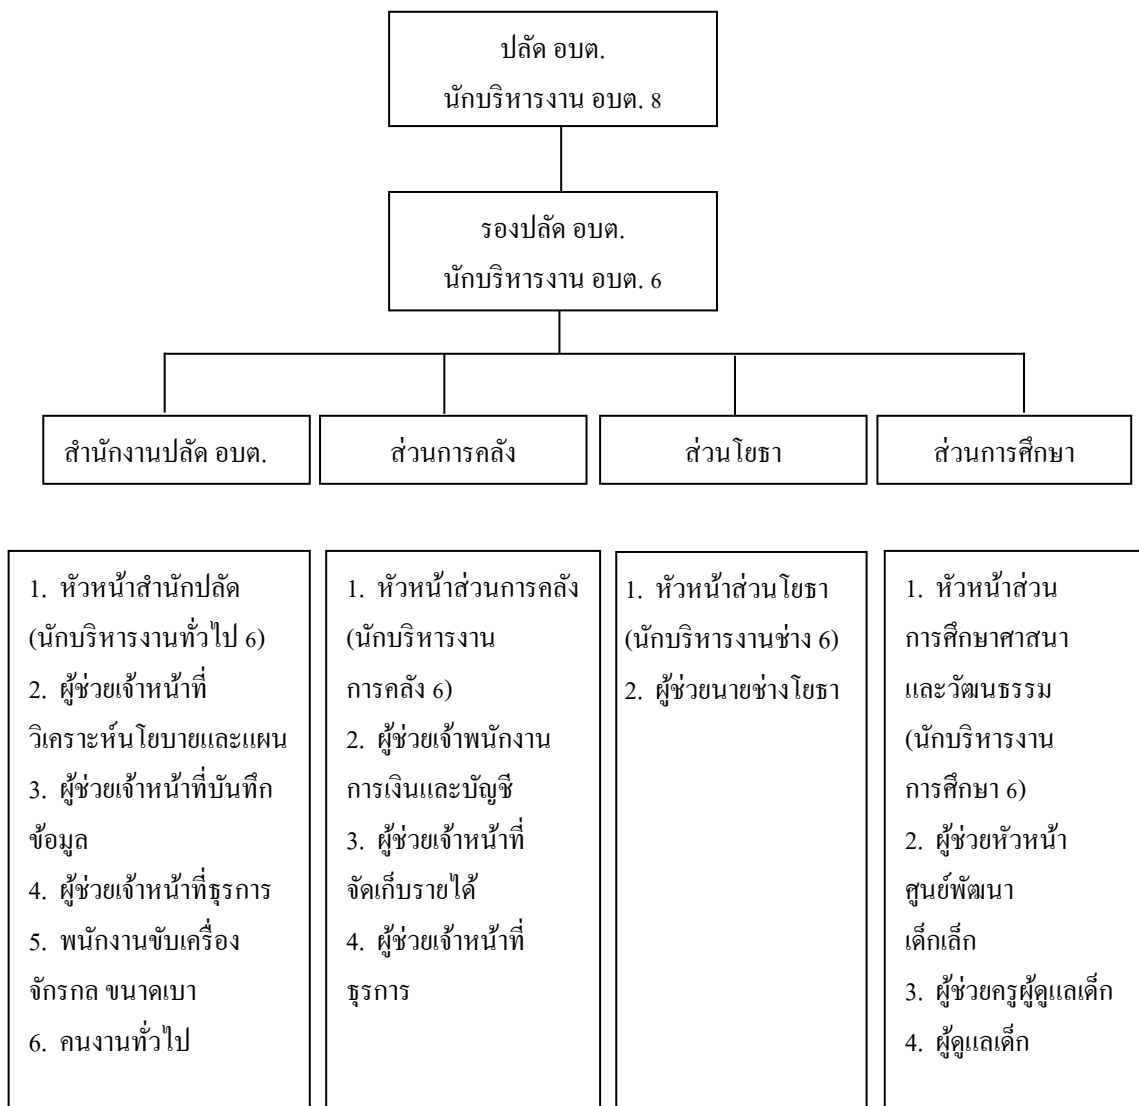 ปลัด อบต.
นักบริหารงาน อบต. 8
รองปลัด อบต.
นักบริหารงาน อบต. 6
สำนักงานปลัด อบต.
ส่วนการคลัง
ส่วนโยธา
ส่วนการศึกษา
1. หัวหน้าสำนักปลัด
(นักบริหารงานทั่วไป 6)
2. ผู้ช่วยเจ้าหน้าที่
วิเคราะห์นโยบายและแผน
3. ผู้ช่วยเจ้าหน้าที่บันทึก
ข้อมูล
4. ผู้ช่วยเจ้าหน้าที่ธุรการ
5. พนักงานขับเครื่อง
จักรกล ขนาดเบา
6. คนงานทั่วไป
1. หัวหน้าส่วนการคลัง
(นักบริหารงาน
การคลัง 6)
2. ผู้ช่วยเจ้าพนักงาน
การเงินและบัญชี
3. ผู้ช่วยเจ้าหน้าที่
จัดเก็บรายได้
4. ผู้ช่วยเจ้าหน้าที่
ธุรการ
1. หัวหน้าส่วนโยธา
(นักบริหารงานช่าง 6)
2. ผู้ช่วยนายช่างโยธา
1. หัวหน้าส่วน
การศึกษาศาสนา
และวัฒนธรรม
(นักบริหารงาน
การศึกษา 6)
2. ผู้ช่วยหัวหน้า
ศูนย์พัฒนา
เด็กเล็ก
3. ผู้ช่วยครูผู้ดูแลเด็ก
4. ผู้ดูแลเด็ก